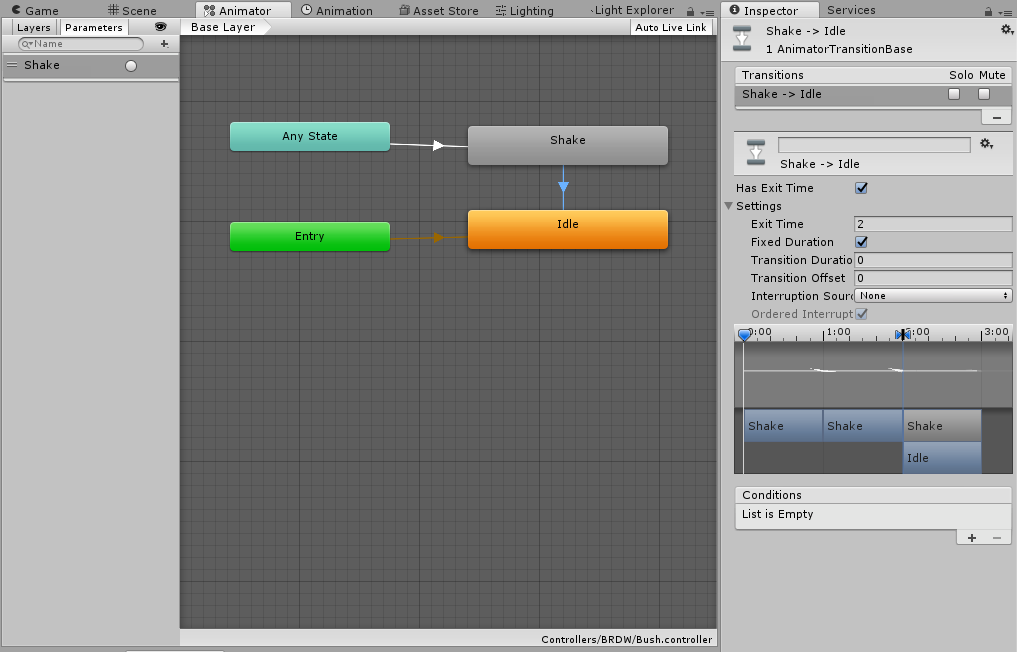 Game
Scene
Animator
Animation
Asset Store
Lighting
Light Explorer
Inspector
Services
Layers
Parameters
Base Layer
Auto Live Link
Name
Shake
Any State
Shake
Entry
Idle
Controllers/BRDW/Bush.controller
Shake -> Idle
1 AnimatorTransitionBase
Transitions Solo Mute
Shake -> Idle
Shake -> Idle
Has Exit Time
Settings
Exit Time 2
Fixed Duration
Transition Duratio 0
Transition Offset 0
Interruption Sourc None
Ordered Interrupt
0:00 1:00 2:00 3:00
Shake Shake Shake
Idle
Conditions
List is Empty